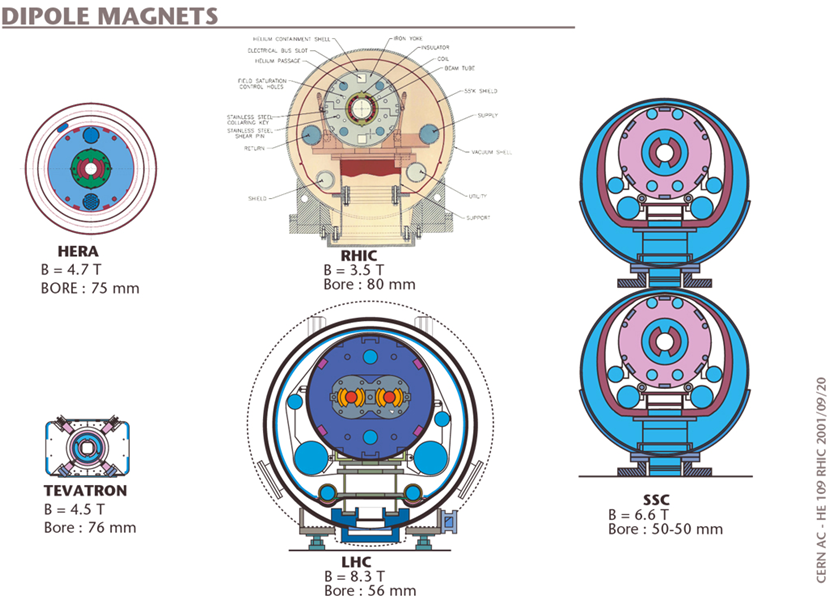 DIPOLE MAGNETS
HELIUM CONTAINMENT SHELL
IRON YOKE
ELECTRICAL BUS SLOT
INSULATOR
HELIUM PASSAGE
COIL
BEAM TUBE
FIELD SATURATION
CONTROL HOLES
55K SHIELD
STAINLESS STEEL
COLLARING KEY
SUPPLY
STAINLESS STEEL
SHEAR PIN
RETURN
VACUUM SHELL
SHIELD
UTILITY
SUPPORT
HERA
B = 4.7 T
BORE : 75 mm
RHIC
B = 3.5 T
Bore : 80 mm
TEVATRON
B = 4.5 T
Bore : 76 mm
LHC
B = 8.3 T
Bore : 56 mm
SSC
B = 6.6 T
Bore : 50-50 mm
CERN AC - HE 109 RHIC 2001/09/20